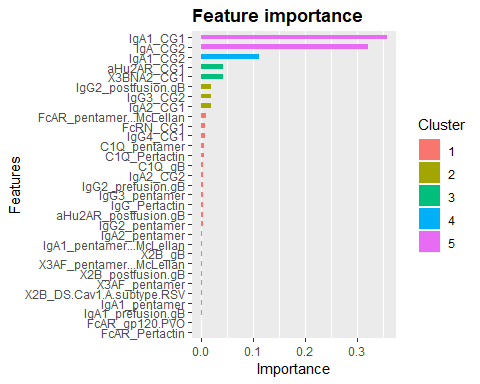 Feature importance
IgA1_CG1
IgA_CG2
IgA1_CG2
aHu2AR_CG1
X3BNA2_CG1
IgG2_postfusion.gB
IgG3_CG2
IgA2_CG1
FcAR_pentamer...McLellan
FcRN_CG1
IgG4_CG1
C1Q_pentamer
C1Q_Pertactin
C1Q_gB
IgA2_CG2
IgG2_prefusion.gB
IgG3_pentamer
IgG_Pertactin
aHu2AR_postfusion.gB
IgG2_pentamer
IgA2_pentamer
IgA1_pentamer...McLellan
X2B_gB
X3AF_pentamer...McLellan
X2B_postfusion.gB
X3AF_pentamer
X2B_DS.Cav1.A.subtype.RSV
IgA1_pentamer
IgA1_prefusion.gB
FcAR_gp120.PVO
FcAR_Pertactin
Features
0.0 0.1 0.2 0.3
Importance
Cluster
1
2
3
4
5